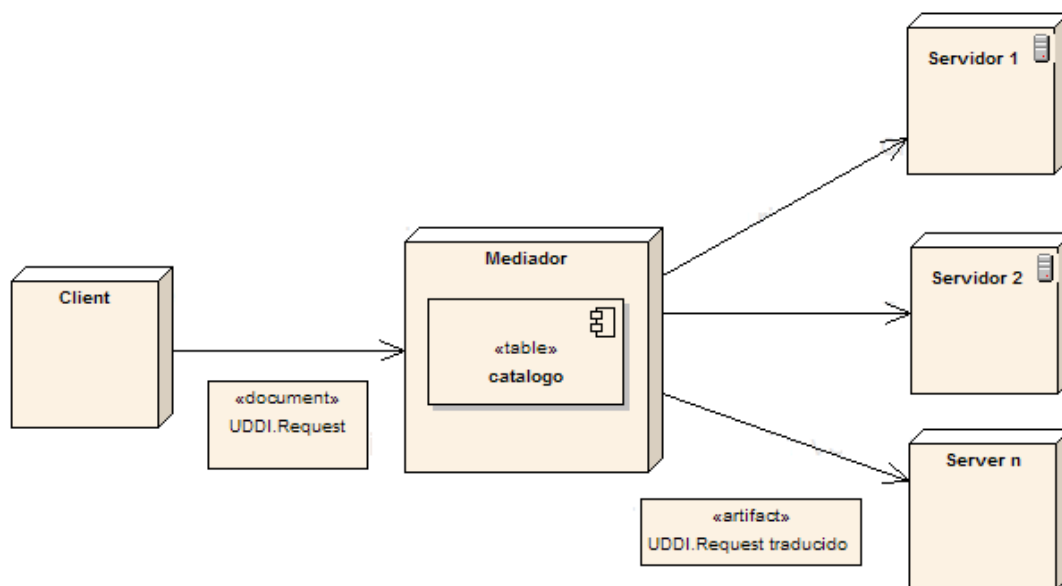 Client
«document»
UDDI.Request
Mediador
«table»
catalogo
Servidor 1
Servidor 2
Server n
«artifact»
UDDI.Request traducido